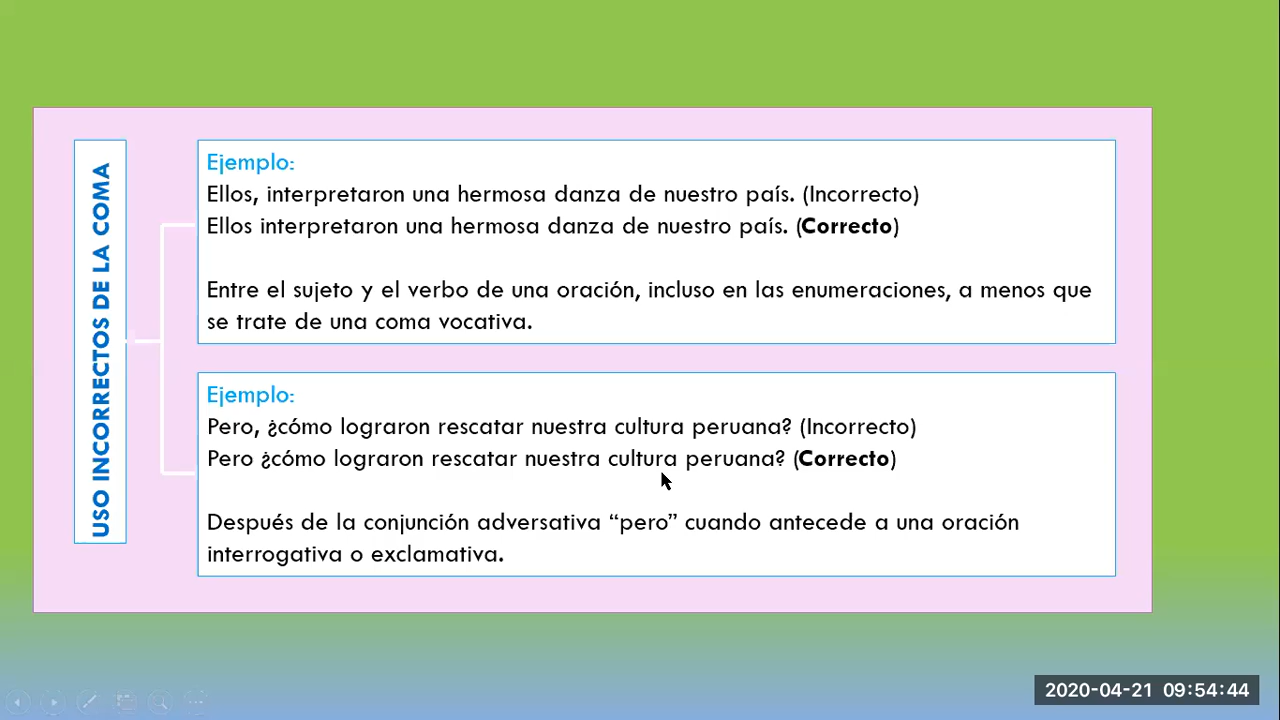 USO INCORRECTOS DE LA COMA
Ejemplo:
Ellos, interpretaron una hermosa danza de nuestro país. (Incorrecto)
Ellos interpretaron una hermosa danza de nuestro país. (Correcto)
Entre el sujeto y el verbo de una oración, incluso en las enumeraciones, a menos que
se trate de una coma vocativa.
Ejemplo:
Pero, ¿cómo lograron rescatar nuestra cultura peruana? (Incorrecto)
Pero ¿cómo lograron rescatar nuestra cultura peruana? (Correcto)
Después de la conjunción adversativa “pero” cuando antecede a una oración
interrogativa o exclamativa.
2020-04-21 09:54:44